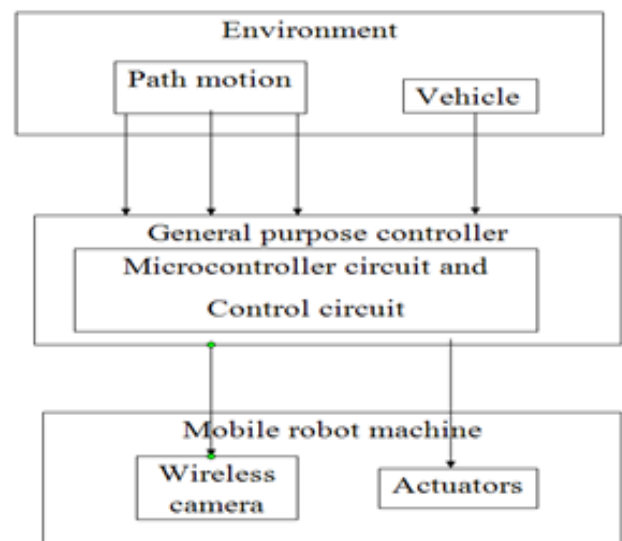 Environment
Path motion
Vehicle
General purpose controller
Microcontroller circuit and
Control circuit
Mobile robot machine
Wireless
camera
Actuators